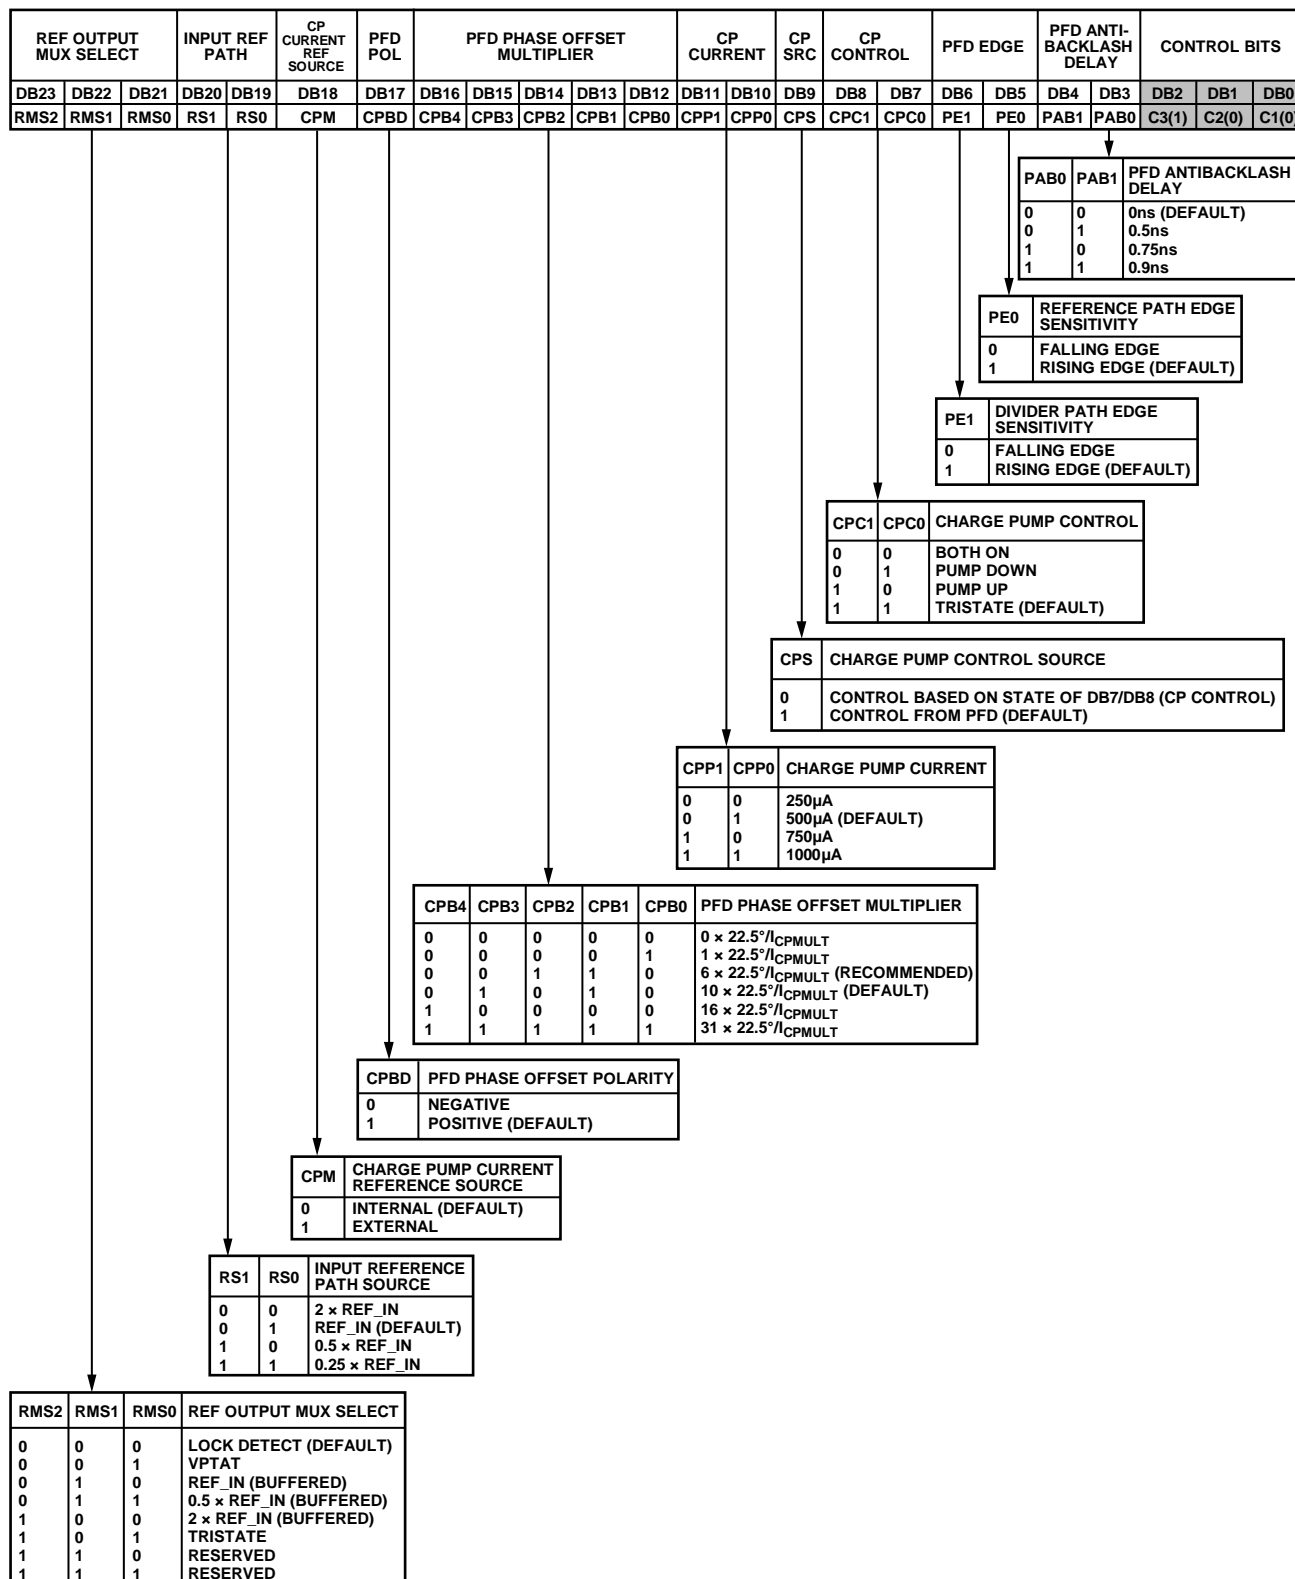 REF OUTPUT MUX SELECT INPUT REF PATH CP CURRENT REF SOURCE PFD POL PFD PHASE OFFSET MULTIPLIER CP CURRENT CP SRC CP CONTROL PFD EDGE PFD ANTI-BACKLASH DELAY CONTROL BITS
DB23 DB22 DB21 DB20 DB19 DB18 DB17 DB16 DB15 DB14 DB13 DB12 DB11 DB10 DB9 DB8 DB7 DB6 DB5 DB4 DB3 DB2 DB1 DB0
RMS2 RMS1 RMS0 RS1 RS0 CPM CPBD CPB4 CPB3 CPB2 CPB1 CPB0 CPP1 CPP0 CPS CPC1 CPC0 PE1 PE0 PAB1 PAB0 C3(1) C2(0) C1(0)
PAB0 PAB1 PFD ANTIBACKLASH DELAY
0 0 0ns (DEFAULT)
0 1 0.5ns
1 0 0.75ns
1 1 0.9ns
PE0 REFERENCE PATH EDGE SENSITIVITY
0 FALLING EDGE
1 RISING EDGE (DEFAULT)
PE1 DIVIDER PATH EDGE SENSITIVITY
0 FALLING EDGE
1 RISING EDGE (DEFAULT)
CPC1 CPC0 CHARGE PUMP CONTROL
0 0 BOTH ON
0 1 PUMP DOWN
1 0 PUMP UP
1 1 TRISTATE (DEFAULT)
CPS CHARGE PUMP CONTROL SOURCE
0 CONTROL BASED ON STATE OF DB7/DB8 (CP CONTROL)
1 CONTROL FROM PFD (DEFAULT)
CPP1 CPP0 CHARGE PUMP CURRENT
0 0 250µA
0 1 500µA (DEFAULT)
1 0 750µA
1 1 1000µA
CPB4 CPB3 CPB2 CPB1 CPB0 PFD PHASE OFFSET MULTIPLIER
0 0 0 0 0 0 × 22.5°/ICPMULT
0 0 0 0 1 1 × 22.5°/ICPMULT
0 0 1 1 0 6 × 22.5°/ICPMULT (RECOMMENDED)
0 1 0 1 0 10 × 22.5°/ICPMULT (DEFAULT)
1 0 0 0 0 16 × 22.5°/ICPMULT
1 1 1 1 1 31 × 22.5°/ICPMULT
CPBD PFD PHASE OFFSET POLARITY
0 NEGATIVE
1 POSITIVE (DEFAULT)
CPM CHARGE PUMP CURRENT REFERENCE SOURCE
0 INTERNAL (DEFAULT)
1 EXTERNAL
RS1 RS0 INPUT REFERENCE PATH SOURCE
0 0 2 × REF_IN
0 1 REF_IN (DEFAULT)
1 0 0.5 × REF_IN
1 1 0.25 × REF_IN
RMS2 RMS1 RMS0 REF OUTPUT MUX SELECT
0 0 0 LOCK DETECT (DEFAULT)
0 0 1 VPTAT
0 1 0 REF_IN (BUFFERED)
0 1 1 0.5 × REF_IN (BUFFERED)
1 0 0 2 × REF_IN (BUFFERED)
1 0 1 TRISTATE
1 1 0 RESERVED
1 1 1 RESERVED